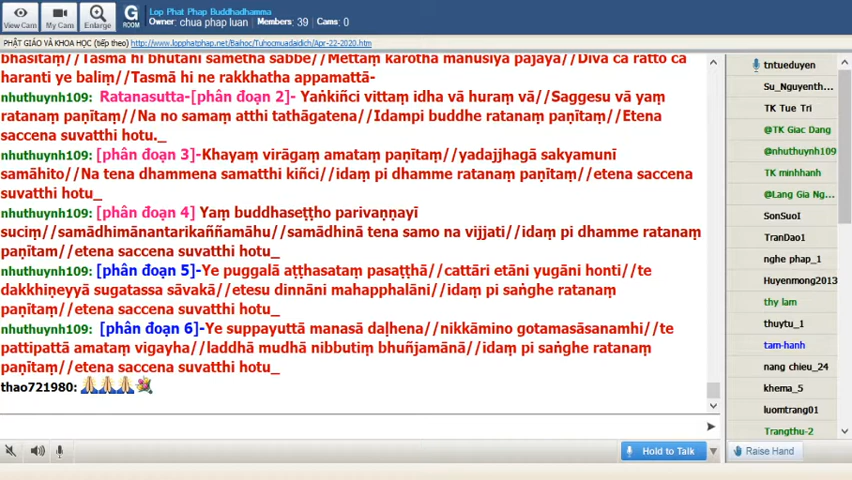 View Cam
My Cam
Enlarge
G
ROOM
Lop Phat Phap Buddhadhamma
Owner: chua phap luan Members: 39 Cams: 0
PHẬT GIÁO VÀ KHOA HỌC (tiếp theo) http://www.lopphatphap.net/Baihoc/Tuhocmuadaidich/Apr-22-2020.htm
bhāsitaṃ//Tasmā hi bhūtāni sāmetha sabbe//Mettaṃ karotha mānusiyā pajāya//Divā ca ratto ca
haranti ye baliṃ//Tasmā hi ne rakkhatha appamattā-
nhuthuynh109: Ratanasutta-[phân đoạn 2]- Yaṅkiñci vittaṃ idha vā huraṃ vā//Saggesu vā yaṃ
ratanaṃ paṇītaṃ//Na no samaṃ atthi tathāgatena//Idampi buddhe ratanaṃ paṇītaṃ//Etena
saccena suvatthi hotu._
nhuthuynh109: [phân đoạn 3]-Khayaṃ virāgaṃ amataṃ paṇītaṃ//yadajjhagā sakyamunī
samāhito//Na tena dhammena samatthi kiñci//idaṃ pi dhamme ratanaṃ paṇītaṃ//etena saccena
suvatthi hotu_
nhuthuynh109: [phân đoạn 4] Yaṃ buddhaseṭṭho parivaṇṇayī
suciṃ//samādhimānantarikaññamāhu//samādhinā tena samo na vijjati//idaṃ pi dhamme ratanaṃ
paṇītam//etena saccena suvatthi hotu_
nhuthuynh109: [phân đoạn 5]-Ye puggalā aṭṭhasataṃ pasaṭṭhā//cattāri etāni yugāni honti//te
dakkhiṇeyyā sugatassa sāvakā//etesu dinnāni mahapphalāni//idaṃ pi saṅghe ratanaṃ
paṇītaṃ//etena saccena suvatthi hotu_
nhuthuynh109: [phân đoạn 6]-Ye suppayuttā manasā daḷhena//nikkāmino gotamasāsanamhi//te
pattipattā amataṃ vigayha//laddhā mudhā nibbutiṃ bhuñjamānā//idaṃ pi saṅghe ratanaṃ
paṇītaṃ//etena saccena suvatthi hotu_
thao721980: 🙏🙏🙏💐
Hold to Talk
tntueduyen
Su_Nguyenth...
TK Tue Tri
@TK Giac Dang
@nhuthuynh109
TK minhhanh
@Lang Gia Ng...
SonSuoI
TranDao1
nghe phap_1
Huyenmong2013
thy lam
thuytu_1
tam-hanh
nang chieu_24
khema_5
luomtrang01
Trangthu-2
Raise Hand